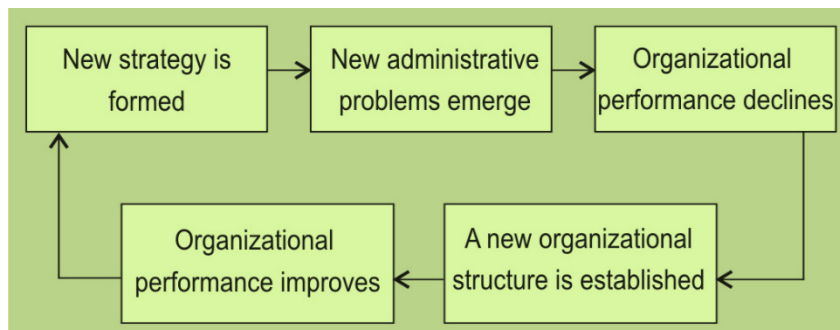 New strategy is
formed
New administrative
problems emerge
Organizational
performance declines
A new organizational
structure is established
Organizational
performance improves